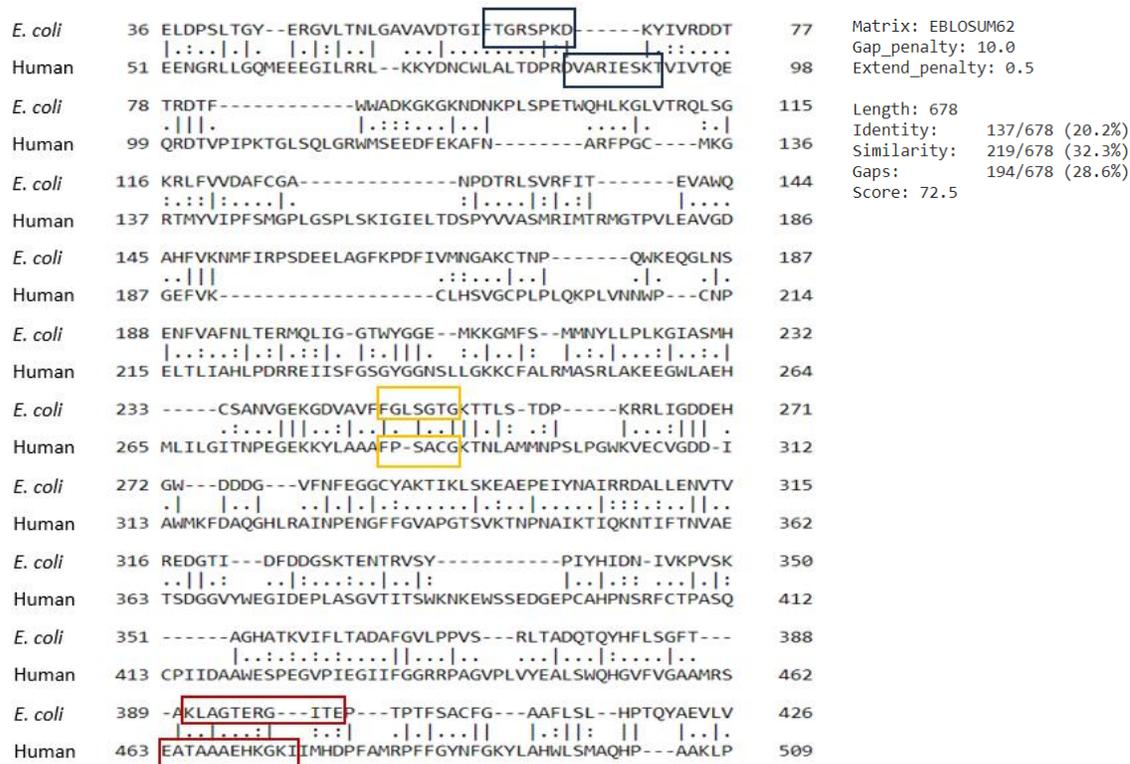 E. coli 36 ELDPSLTGY--ERGVLTNLGAVAVDTGIFTGRSPKD------KYIVRDDT 77
Human 51 EENGRLLGQMEEEGILRRL--KKYDNCWLALTDPRDVARIESKTVIVTQE 98
E. coli 78 TRDTF------------WWADKGKGKNDNKPLSPETWQHLKGLVTRQLSG 115
Human 99 QRDTVPIPKTGLSQLGRWMSEEDFEKAFN--------ARFPGC---MKG 136
E. coli 116 KRLFVVDAFCGA--------------NPDTRLSVRFIT-------EVAWQ 144
Human 137 RTMYVIPFSMGPLGSPLSKIGIELTDSPYVVASMRIMTRMGTPVLEAVGD 186
E. coli 145 AHFVKNMFIRPSDEELAGFKPDFIVMNGAKCTNP-------QWKEQGLNS 187
Human 187 GEFVK-------------------CLHSVGCPLPLQKPLVNNWP---CNP 214
E. coli 188 ENFVAFNLTERMQLIG-GTWYGGE--MKKGMFS--MMNYLLPLKGIASMH 232
Human 215 ELTLIAHLPDRREIISFGSGYGGNSLLGKKCFALRMASRLAKEEGWLAEH 264
E. coli 233 -----CSANVGEKGDVAVFFGLSGTGKTTLS-TDP-----KRRLIGDDEH 271
Human 265 MLILGITNPEGEKKYLAAAFP-SACGKTNLAMMNPSLPGWKVECVGDD-I 312
E. coli 272 GW---DDDG---VFNFEGGCYAKTIKLSKEAEPEIYNAIRRDALLENVTV 315
Human 313 AWMKFDAQGHLRAINPENGFFGVAPGTSVKTNPNAIKTIQKNTIFTNVAE 362
E. coli 316 REDGTI---DFDDGSKTENTRVSY-----------PIYHIDN-IVKPVSK 350
Human 363 TSDGGVYWEGIDEPLASGVTITSWKNKEWSSEDGEPCAHPNSRFCTPASQ 412
E. coli 351 ------AGHATKVIFLTADAFGVLPPVS---RLTADQTQYHFLSGFT--- 388
Human 413 CPIIDAAWESPEGVPIEGIIFGGRRPAGVPLVYEALSWQHGVFVGAAMRS 462
E. coli 389 -AKLAGTERG---ITEP---TPTFSACFG---AAFLSL--HPTQYAEVLV 426
Human 463 EATAAAEHKGKIIMHDPFAMRPFFGYNFGKYLAHWLSMAQHP---AAKLP 509
Matrix: EBLOSUM62
Gap_penalty: 10.0
Extend_penalty: 0.5
Length: 678
Identity: 137/678 (20.2%)
Similarity: 219/678 (32.3%)
Gaps: 194/678 (28.6%)
Score: 72.5